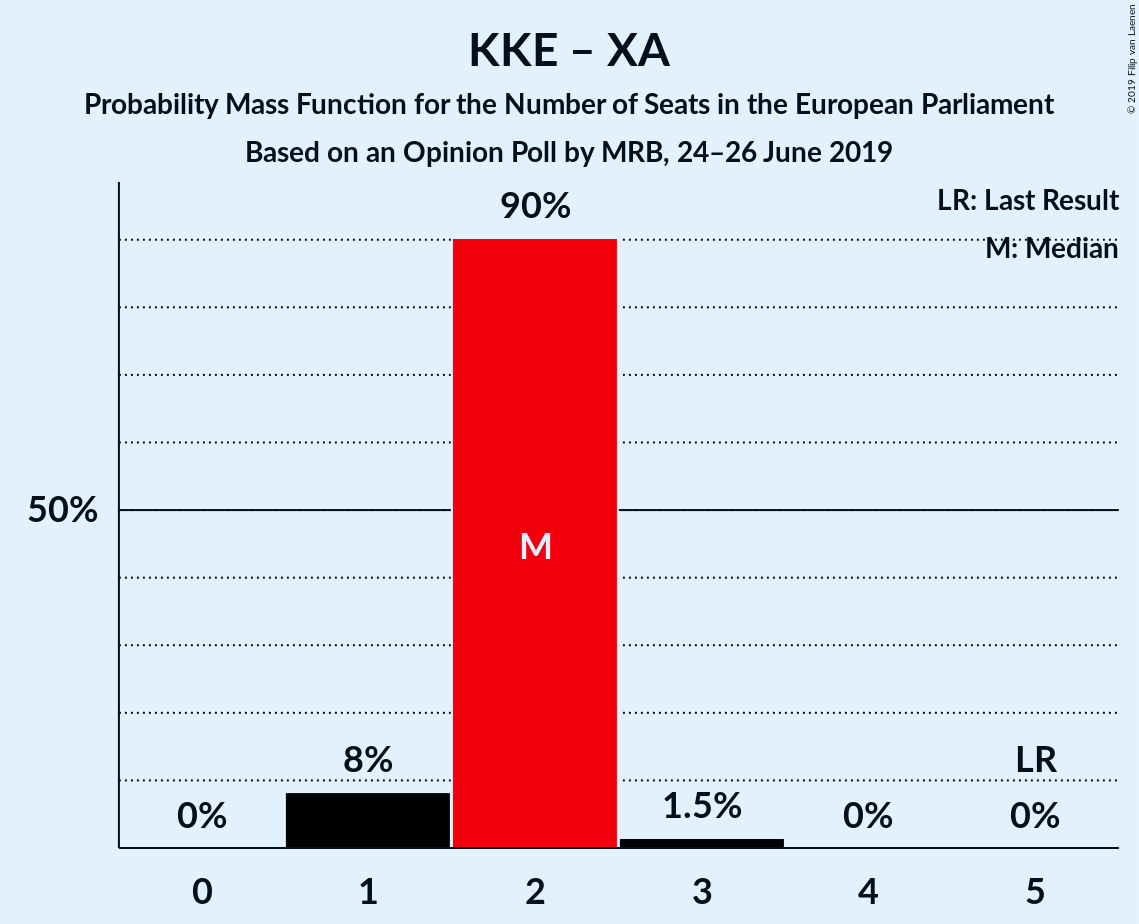 KKE – XA
Probability Mass Function for the Number of Seats in the European Parliament
Based on an Opinion Poll by MRB, 24–26 June 2019
© 2019 Filip van Laenen
LR: Last Result
M: Median
90%
50%
M
8%
LR
0%
1.5%
0%
0%
0 1 2 3 4 5